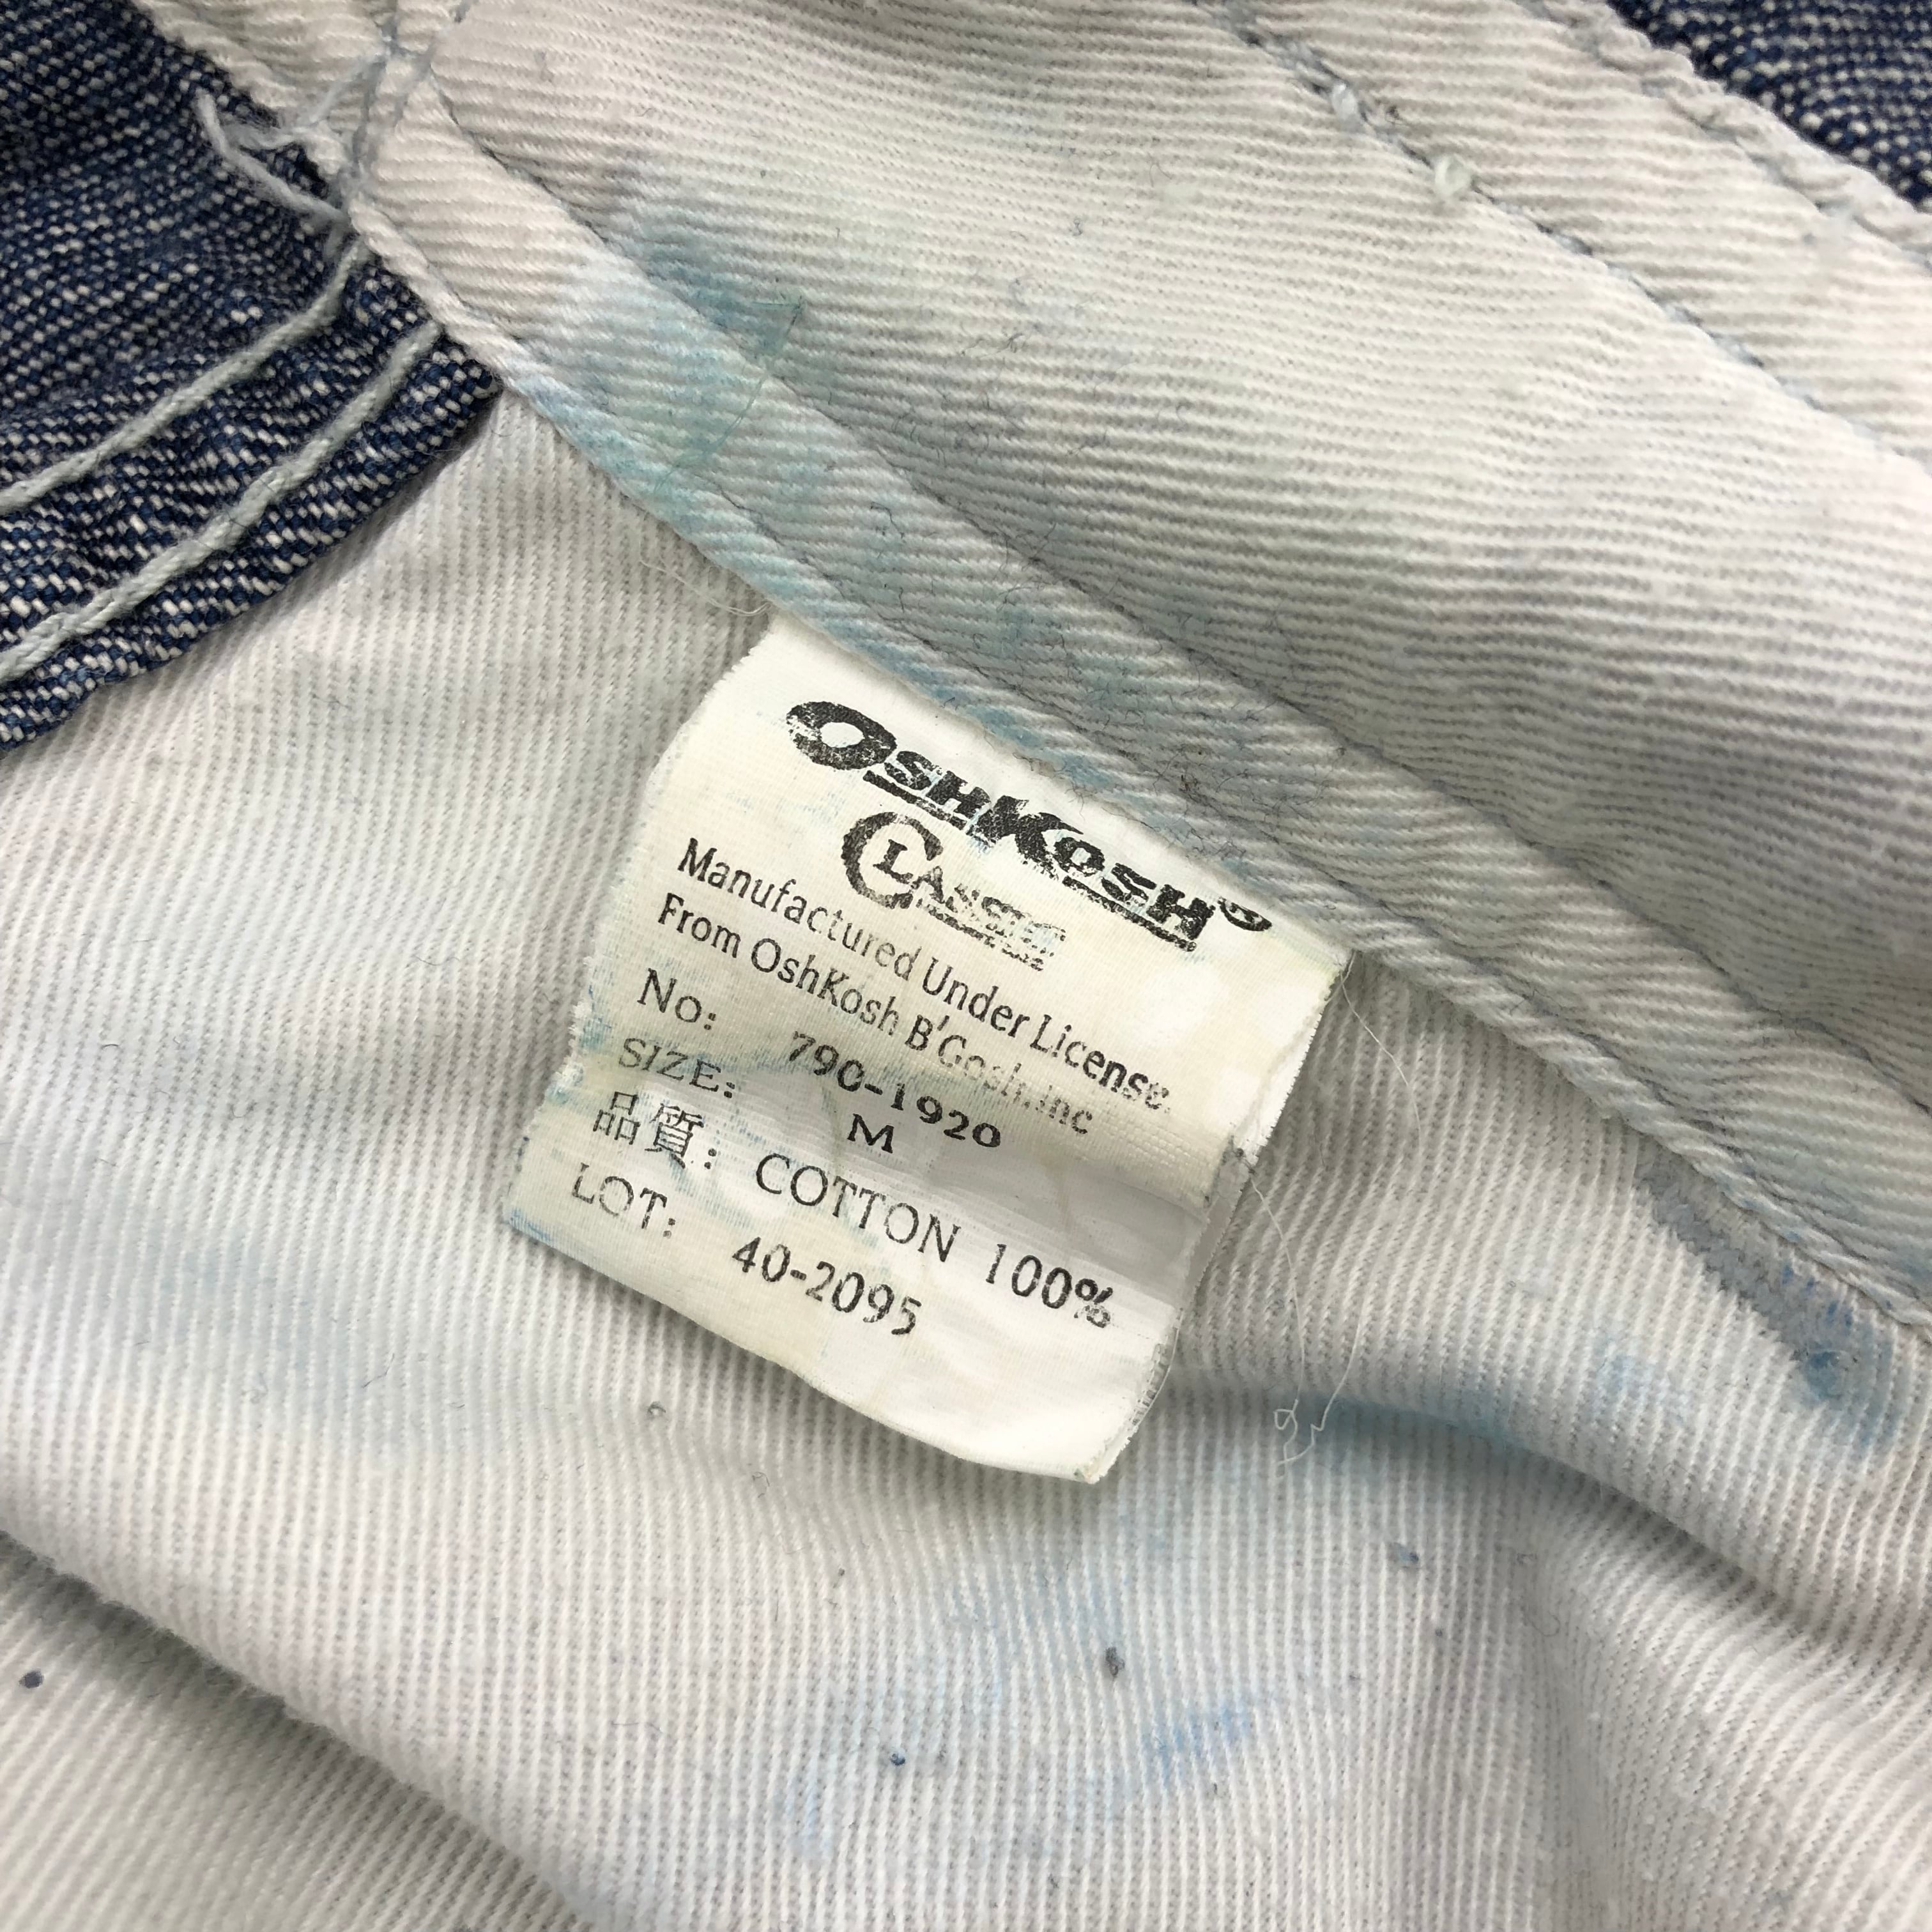 OSHKOSH®
CLASSIC
Manufactured Under License.
From OshKosh B'Gosh.Inc
No: 790-1920
SIZE: M
品質: COTTON 100%
LOT: 40-2095